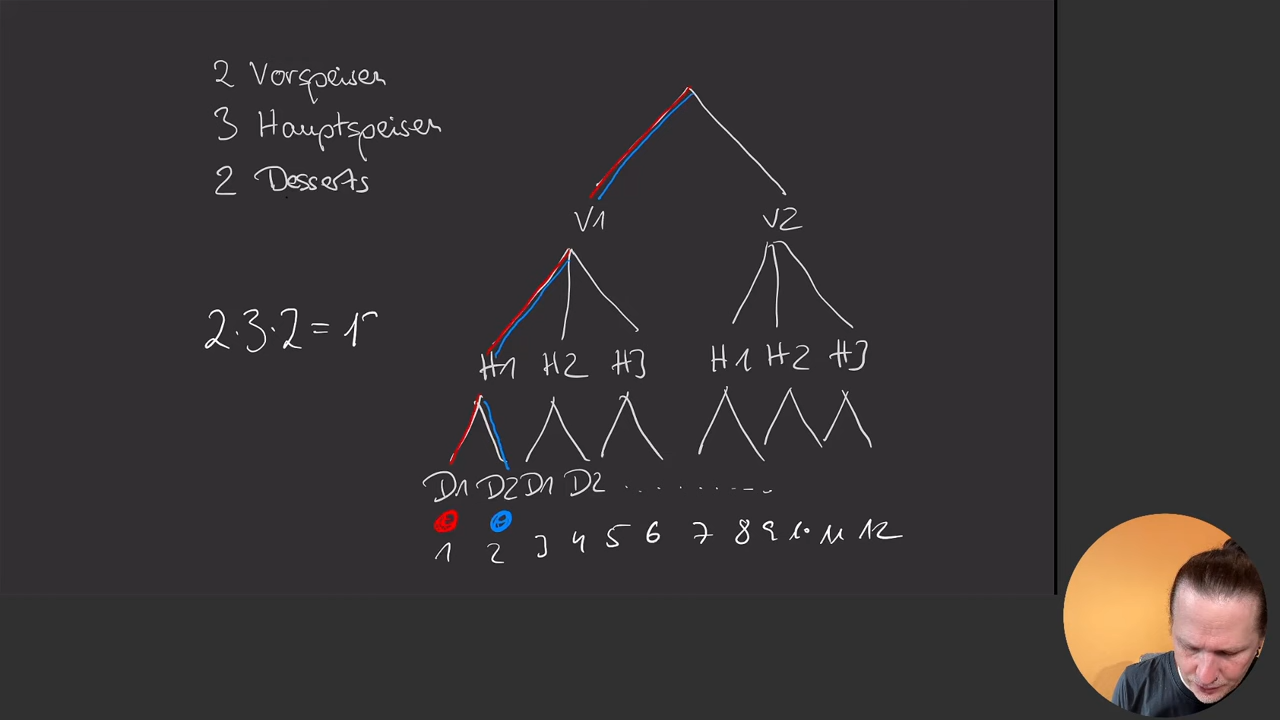 2 Vorspeisen
3 Hauptspeisen
2 Desserts
V1 V2
2·3·2 = 1
H1 H2 H3 H1 H2 H3
D1 D2 D1 D2 . . . . . . . . .
1 2 3 4 5 6 7 8 9 10 11 12